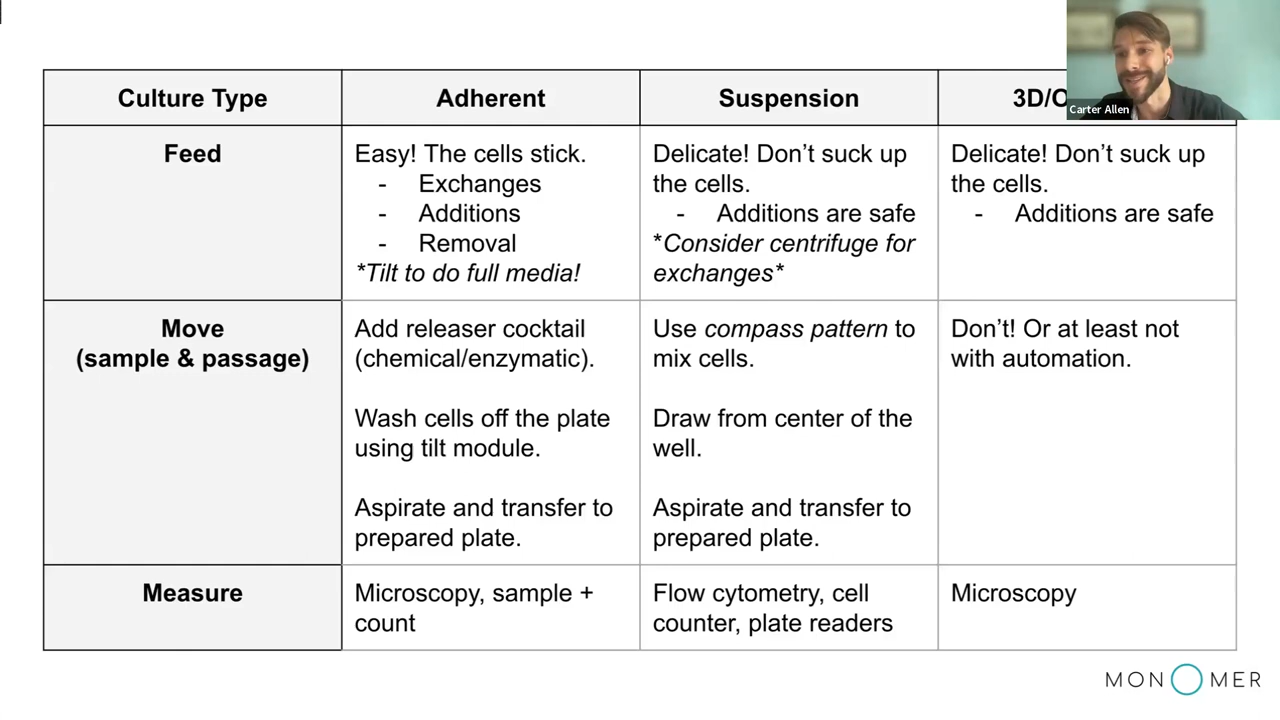 Culture Type
Adherent
Suspension
3D/
Carter Allen
Feed
Easy! The cells stick.
- Exchanges
- Additions
- Removal
*Tilt to do full media!
Delicate! Don't suck up
the cells.
- Additions are safe
*Consider centrifuge for
exchanges*
Delicate! Don't suck up
the cells.
- Additions are safe
Move
(sample & passage)
Add releaser cocktail
(chemical/enzymatic).
Wash cells off the plate
using tilt module.
Aspirate and transfer to
prepared plate.
Use compass pattern to
mix cells.
Draw from center of the
well.
Aspirate and transfer to
prepared plate.
Don't! Or at least not
with automation.
Measure
Microscopy, sample +
count
Flow cytometry, cell
counter, plate readers
Microscopy
MONOMER